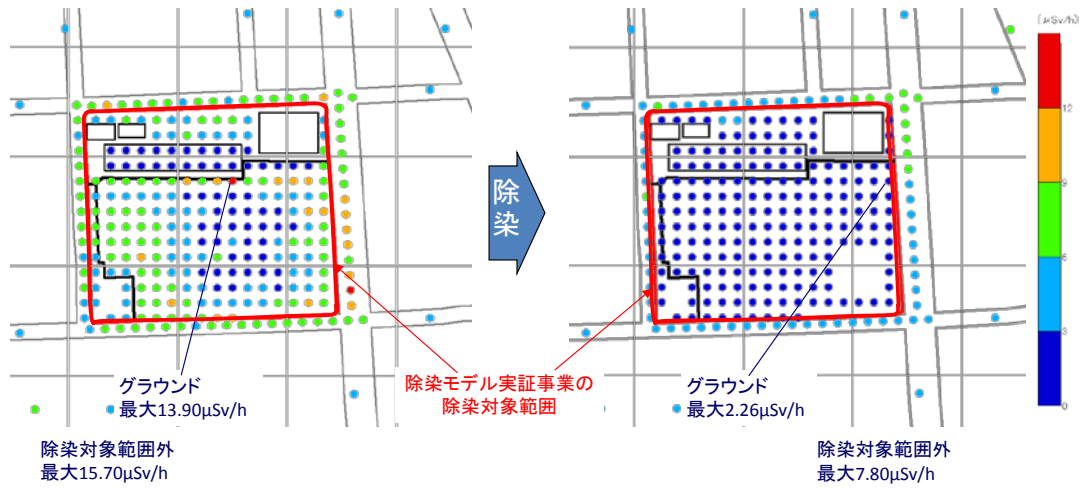 (μSv/h)
12
9
6
3
0
除
染
グラウンド
最大13.90μSv/h
除染モデル実証事業の
除染対象範囲
グラウンド
最大2.26μSv/h
除染対象範囲外
最大15.70μSv/h
除染対象範囲外
最大7.80μSv/h